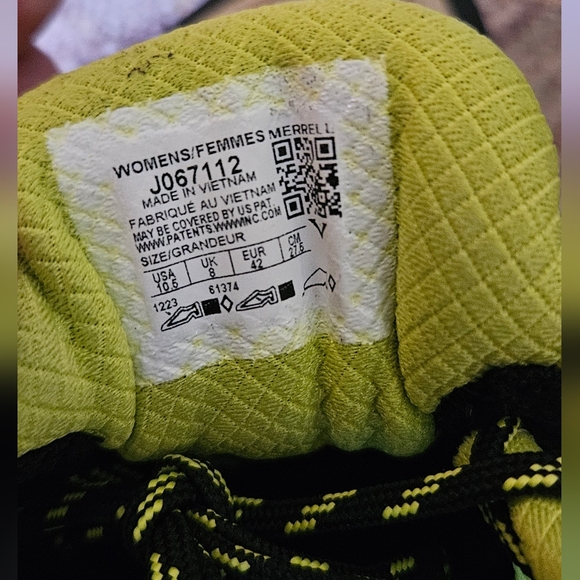 WOMENS/FEMMES MERRELL
J067112
MADE IN VIETNAM
FABRIQUÉ AU VIETNAM
MAY BE COVERED BY US PAT.
WWW.PATENTS.WWWINC.COM
SIZE/GRANDEUR
USA UK EUR CM
10.5 8 42 27.5
1223 61374